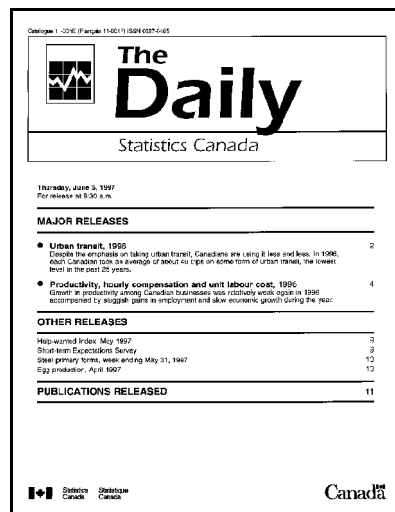 Catalogue 11-001E (Français 11-001F) ISSN 0827-0465
The
Daily
Statistics Canada
Thursday, June 5, 1997
For release at 8:30 a.m.
MAJOR RELEASES
● Urban transit, 1996 2
Despite the emphasis on taking urban transit, Canadians are using it less and less. In 1996,
each Canadian took an average of about 48 trips on some form of urban transit, the lowest
level in the past 25 years.
● Productivity, hourly compensation and unit labour cost, 1996 4
Growth in productivity among Canadian businesses was relatively weak again in 1996
accompanied by sluggish gains in employment and slow economic growth during the year.
OTHER RELEASES
Help-wanted index, May 1997 9
Short-term Expectations Survey 9
Steel primary forms, week ending May 31, 1997 10
Egg production, April 1997 10
PUBLICATIONS RELEASED 11
Statistics Canada
Statistique Canada
Canada